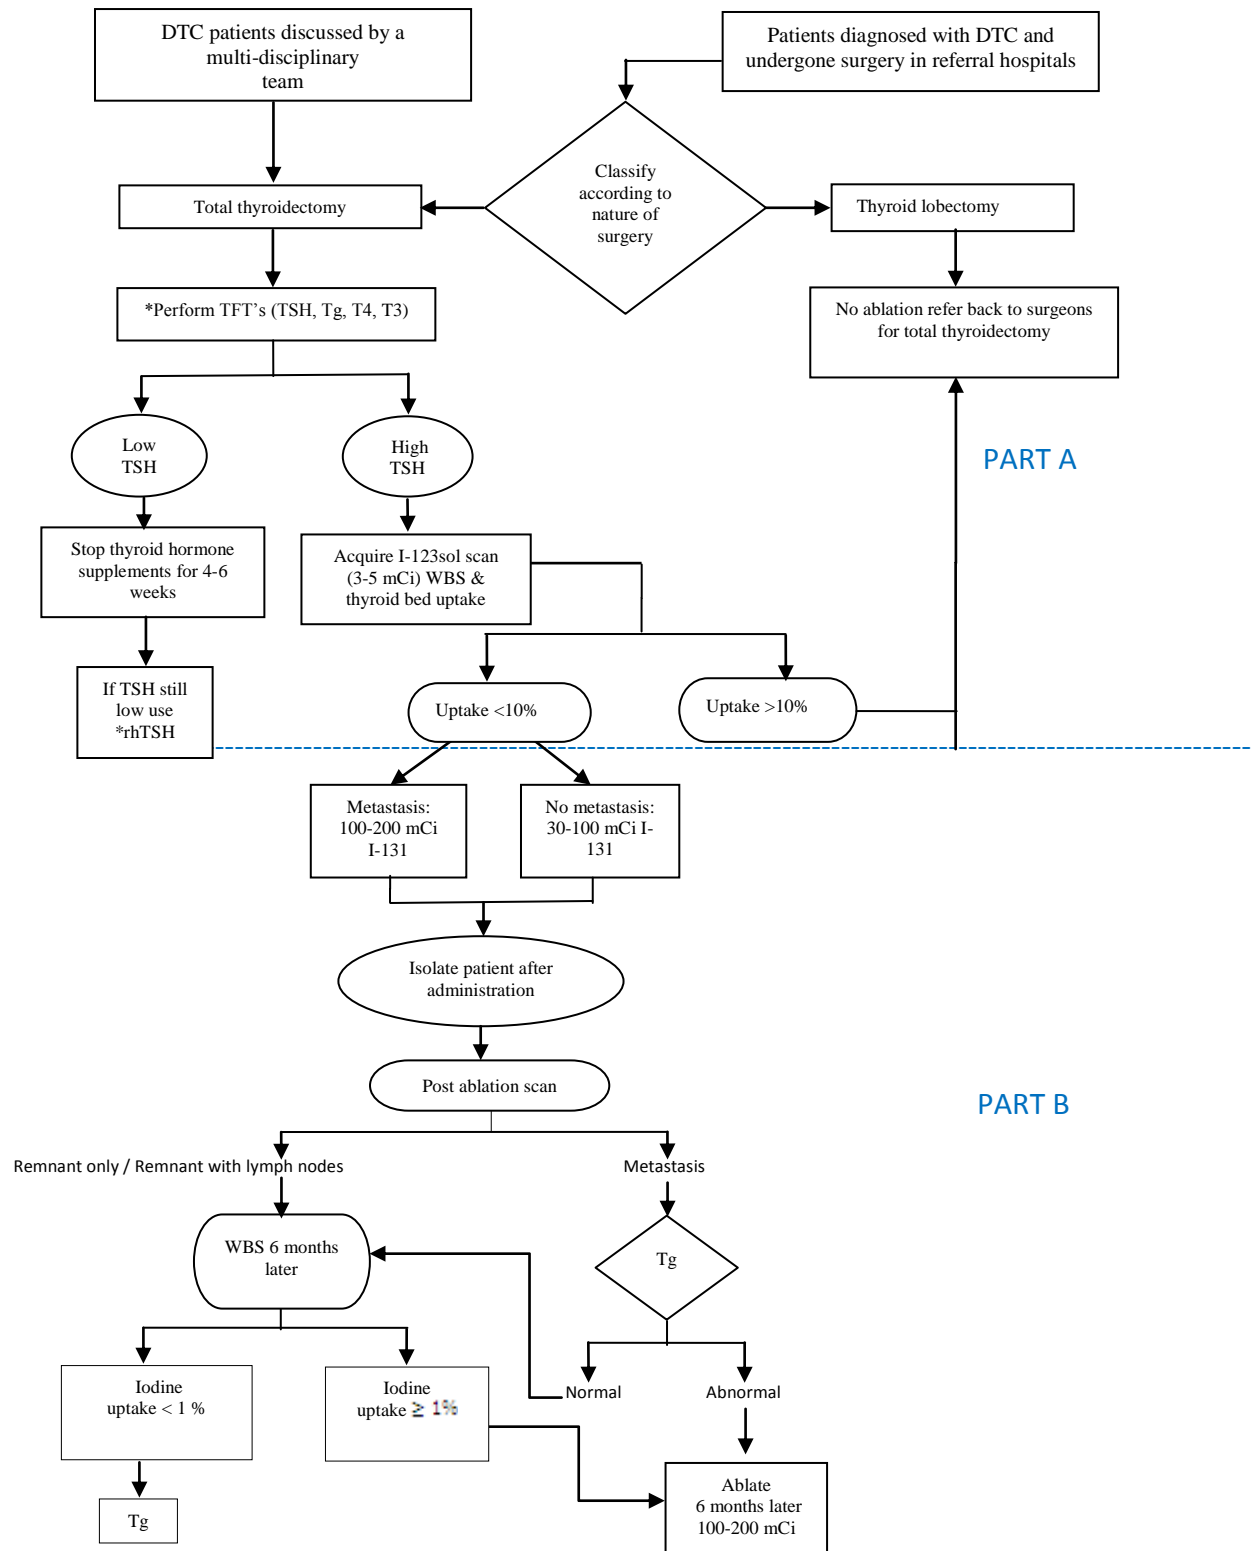 DTC patients discussed by a
multi-disciplinary
team
Patients diagnosed with DTC and
undergone surgery in referral hospitals
Classify
according to
nature of
surgery
Total thyroidectomy
Thyroid lobectomy
*Perform TFT's (TSH, Tg, T4, T3)
No ablation refer back to surgeons
for total thyroidectomy
Low
TSH
High
TSH
PART A
Stop thyroid hormone
supplements for 4-6
weeks
Acquire I-123sol scan
(3-5 mCi) WBS &
thyroid bed uptake
If TSH still
low use
*rhTSH
Uptake <10%
Uptake >10%
Metastasis:
100-200 mCi
I-131
No metastasis:
30-100 mCi I-
131
Isolate patient after
administration
Post ablation scan
PART B
Remnant only / Remnant with lymph nodes
Metastasis
WBS 6 months
later
Tg
Iodine
uptake < 1 %
Iodine
uptake ≥ 1%
Normal
Abnormal
Tg
Ablate
6 months later
100-200 mCi